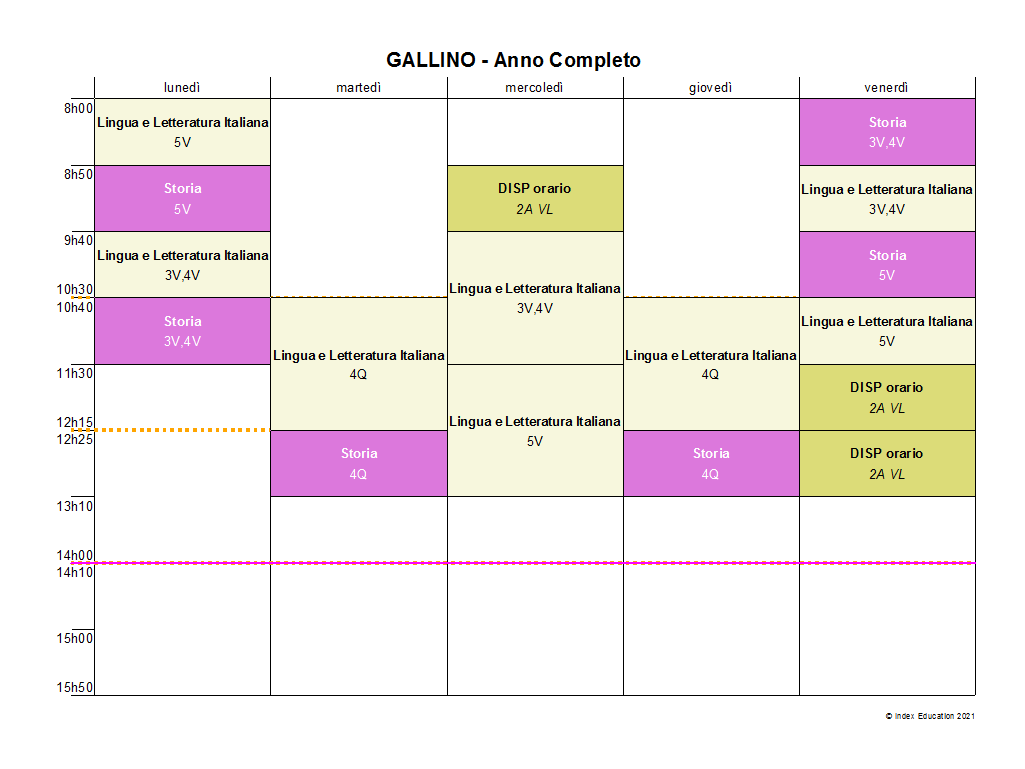 GALLINO - Anno Completo
lunedì martedì mercoledì giovedì venerdì
8h00
Lingua e Letteratura Italiana
5V
Storia
3V,4V
8h50
Storia
5V
DISP orario
2A VL
Lingua e Letteratura Italiana
3V,4V
9h40
Lingua e Letteratura Italiana
3V,4V
Lingua e Letteratura Italiana
3V,4V
Storia
5V
10h30
10h40
Storia
3V,4V
Lingua e Letteratura Italiana
4Q
Lingua e Letteratura Italiana
4Q
Lingua e Letteratura Italiana
5V
11h30
Lingua e Letteratura Italiana
5V
DISP orario
2A VL
12h15
12h25
Storia
4Q
Storia
4Q
DISP orario
2A VL
13h10
14h00
14h10
15h00
15h50
© Index Education 2021